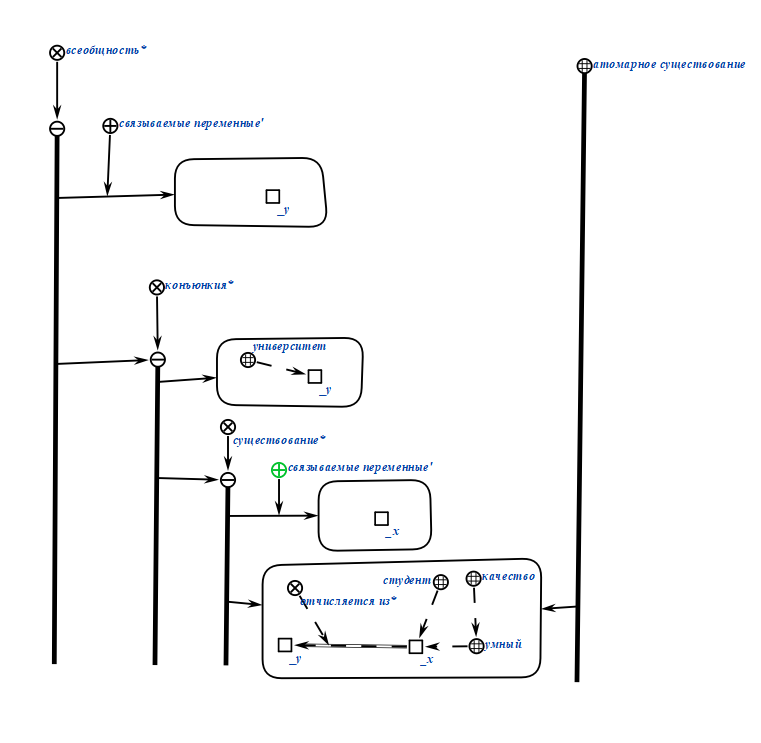 всеобщность*
атомарное существование
связываемые переменные'
_y
конъюнкия*
университет
_y
существование*
связываемые переменные'
_x
студент
качество
отчисляется из*
умный
_y
_x